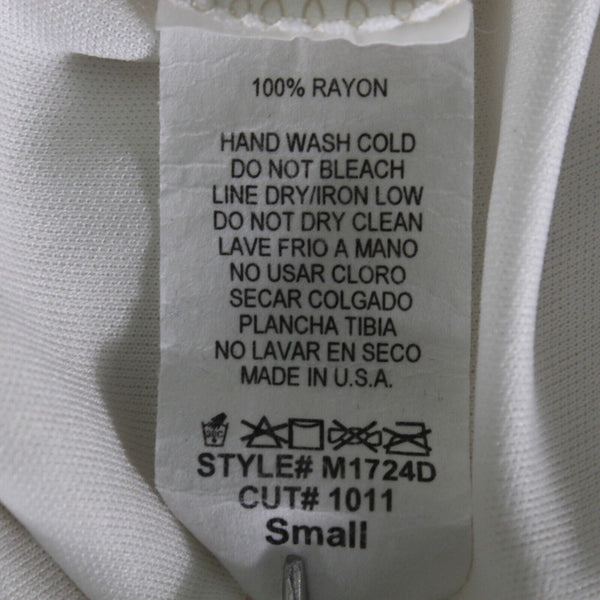 100% RAYON
HAND WASH COLD
DO NOT BLEACH
LINE DRY/IRON LOW
DO NOT DRY CLEAN
LAVE FRIO A MANO
NO USAR CLORO
SECAR COLGADO
PLANCHA TIBIA
NO LAVAR EN SECO
MADE IN U.S.A.
STYLE# M1724D
CUT# 1011
Small